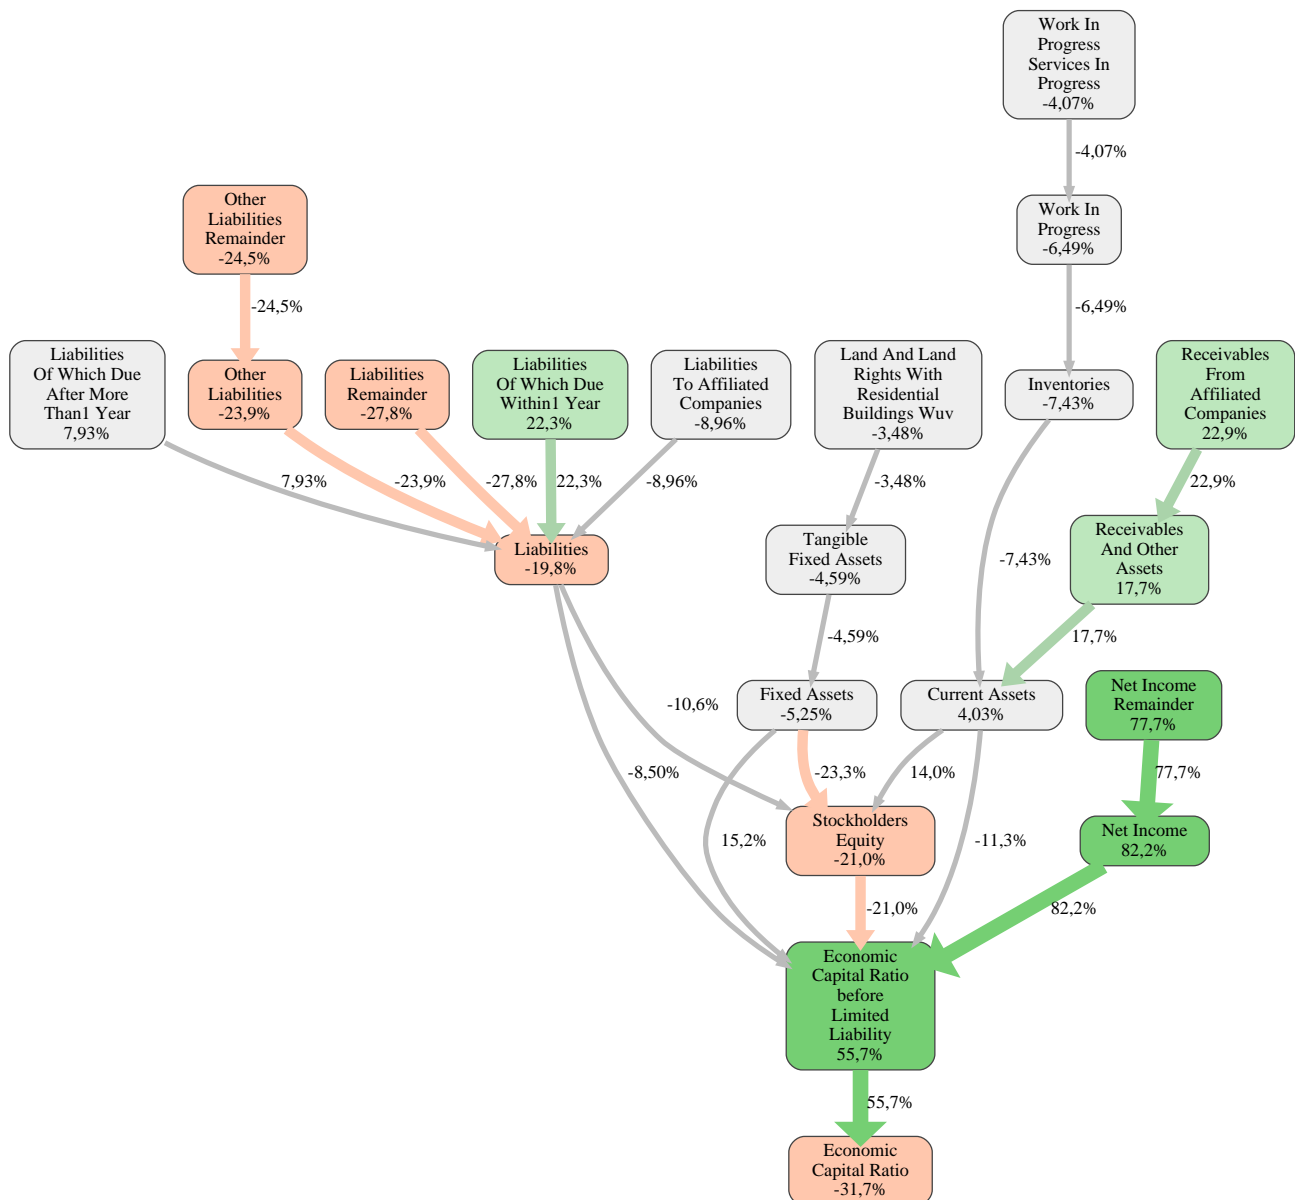 Work In
Progress
Services In
Progress
-4,07%
-4,07%
Other
Liabilities
Remainder
-24,5%
Work In
Progress
-6,49%
-24,5%
-6,49%
Liabilities
Of Which Due
After More
Than1 Year
7,93%
Other
Liabilities
-23,9%
Liabilities
Remainder
-27,8%
Liabilities
Of Which Due
Within1 Year
22,3%
Liabilities
To Affiliated
Companies
-8,96%
Land And Land
Rights With
Residential
Buildings Wuv
-3,48%
Inventories
-7,43%
Receivables
From
Affiliated
Companies
22,9%
7,93%
-23,9%
-27,8%
22,3%
-8,96%
-3,48%
22,9%
Liabilities
-19,8%
Tangible
Fixed Assets
-4,59%
-7,43%
Receivables
And Other
Assets
17,7%
-4,59%
17,7%
-10,6%
Fixed Assets
-5,25%
Current Assets
4,03%
Net Income
Remainder
77,7%
-8,50%
-23,3%
14,0%
77,7%
15,2%
Stockholders
Equity
-21,0%
-11,3%
Net Income
82,2%
-21,0%
82,2%
Economic
Capital Ratio
before
Limited
Liability
55,7%
55,7%
Economic
Capital Ratio
-31,7%